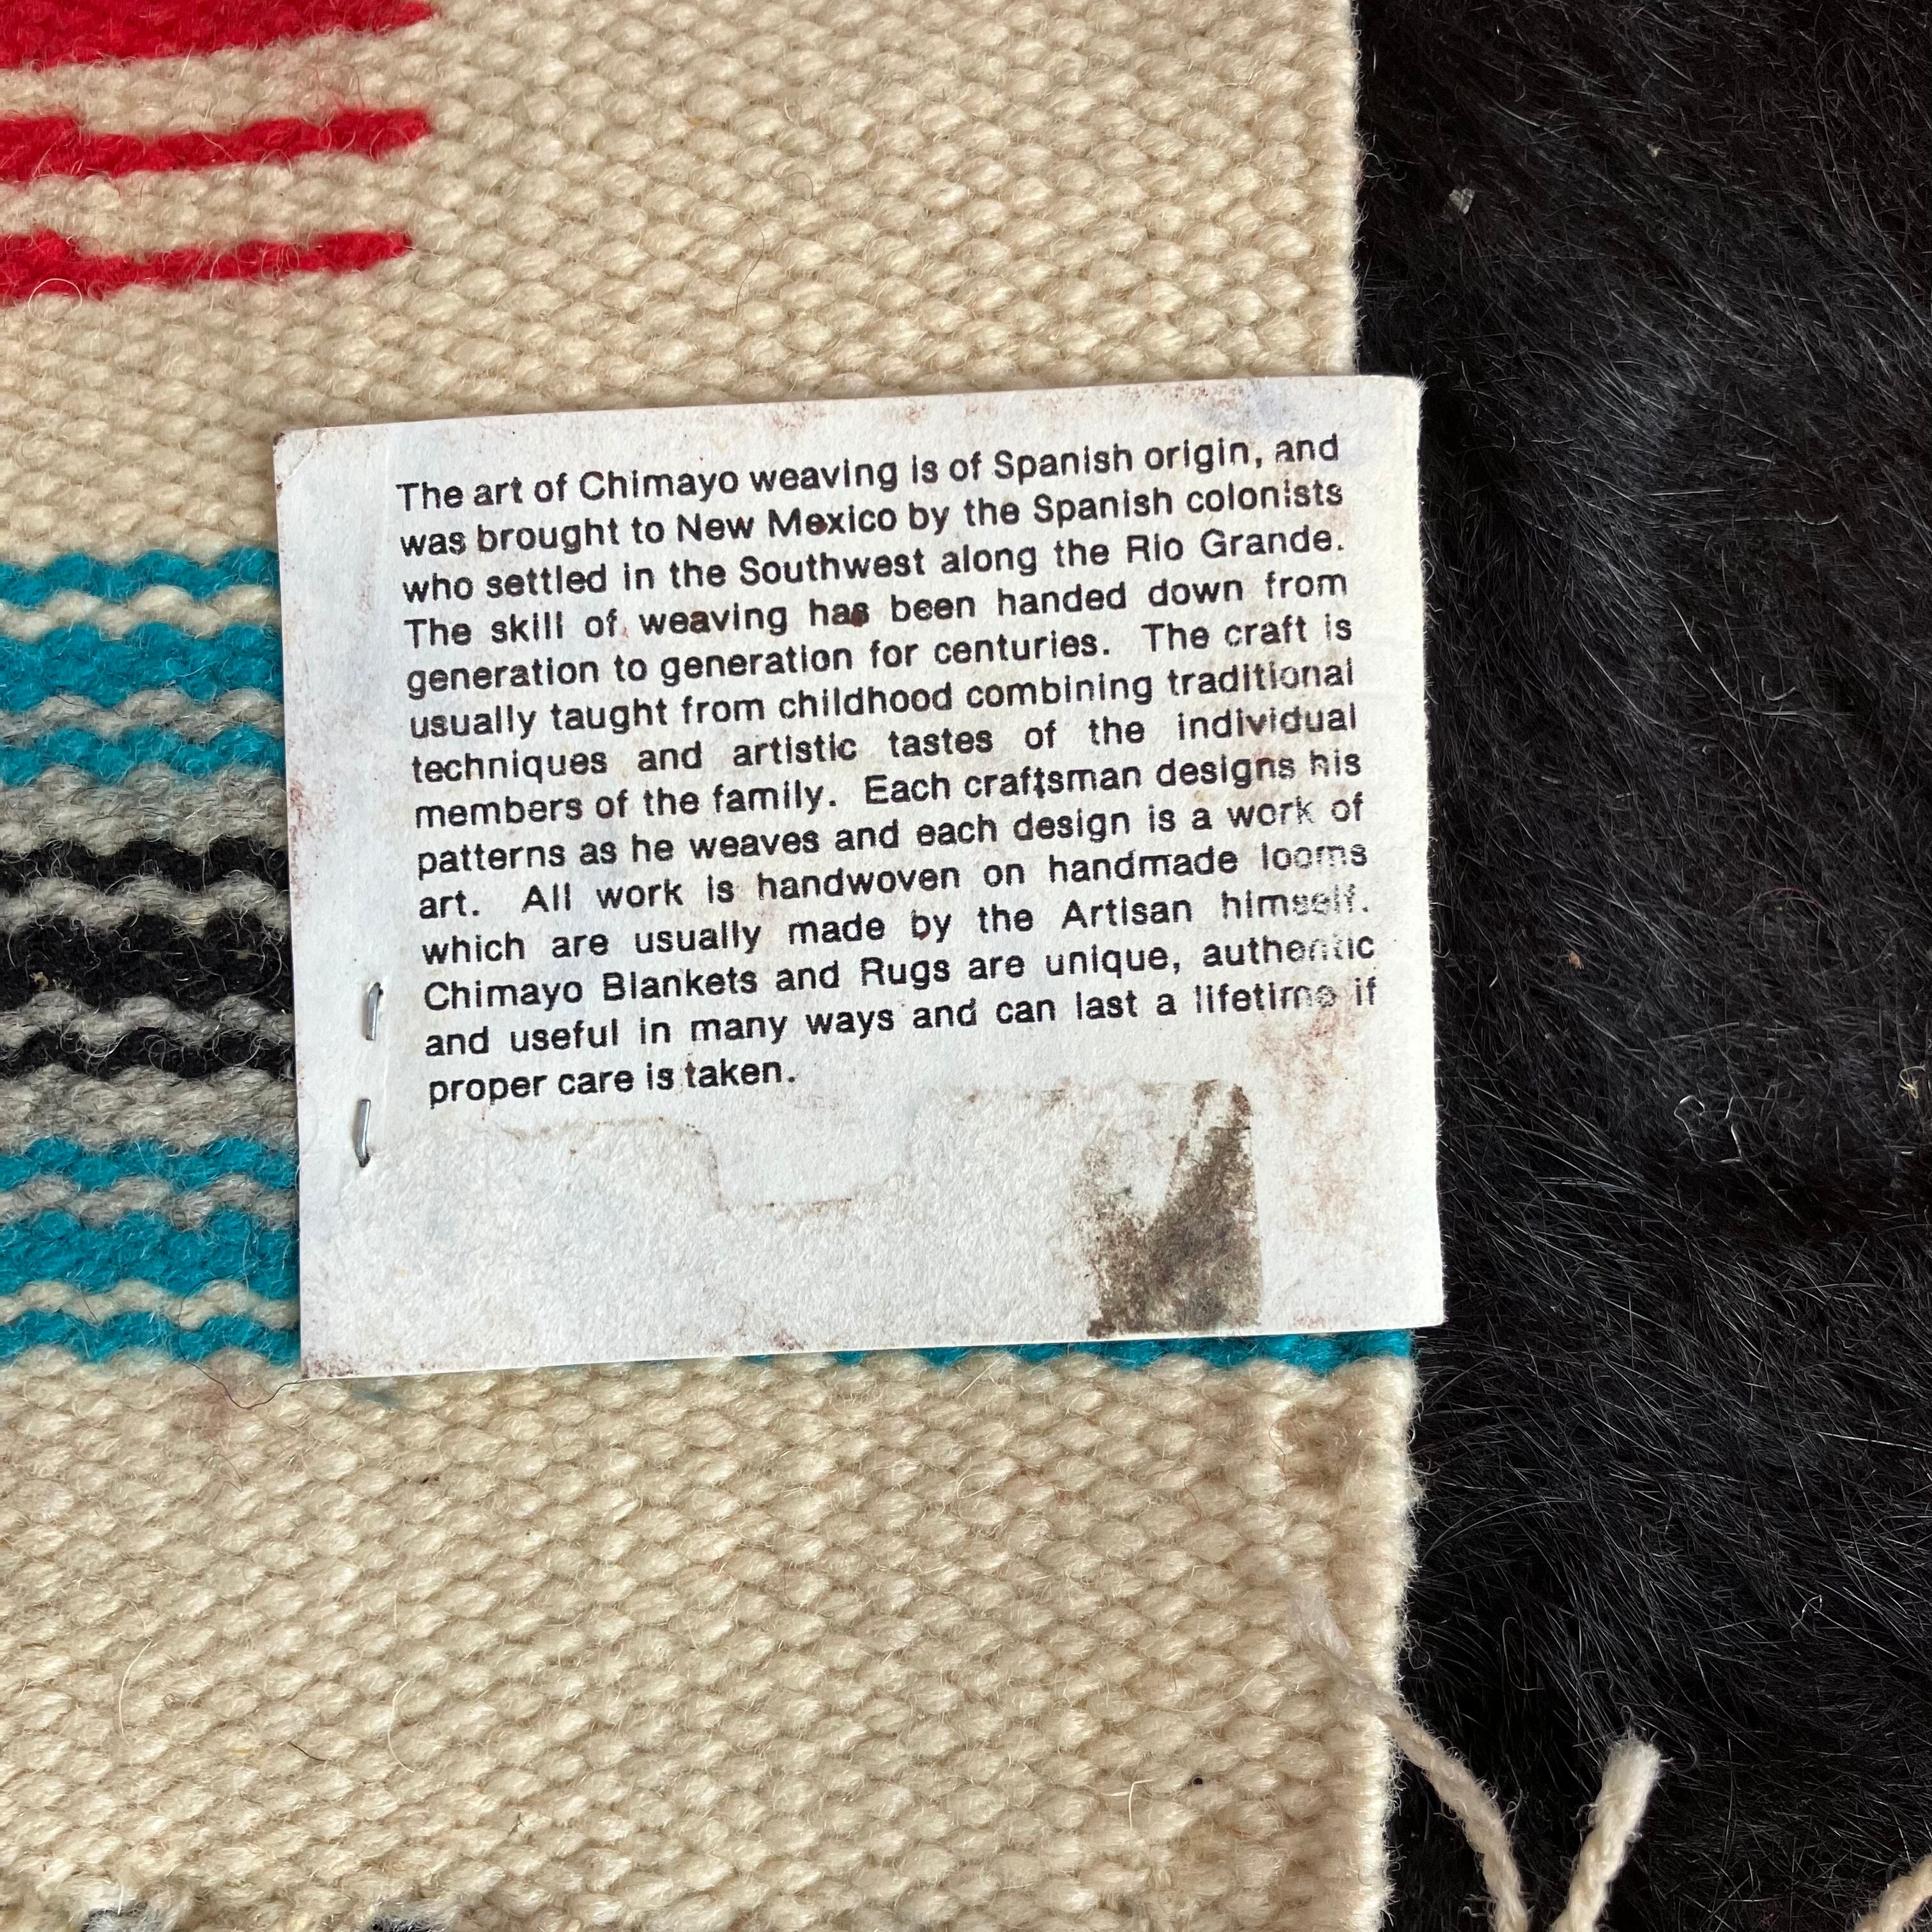 The art of Chimayo weaving is of Spanish origin, and
was brought to New Mexico by the Spanish colonists
who settled in the Southwest along the Rio Grande.
The skill of weaving has been handed down from
generation to generation for centuries. The craft is
usually taught from childhood combining traditional
techniques and artistic tastes of the individual
members of the family. Each craftsman designs his
patterns as he weaves and each design is a work of
art. All work is handwoven on handmade looms
which are usually made by the Artisan himself.
Chimayo Blankets and Rugs are unique, authentic
and useful in many ways and can last a lifetime if
proper care is taken.